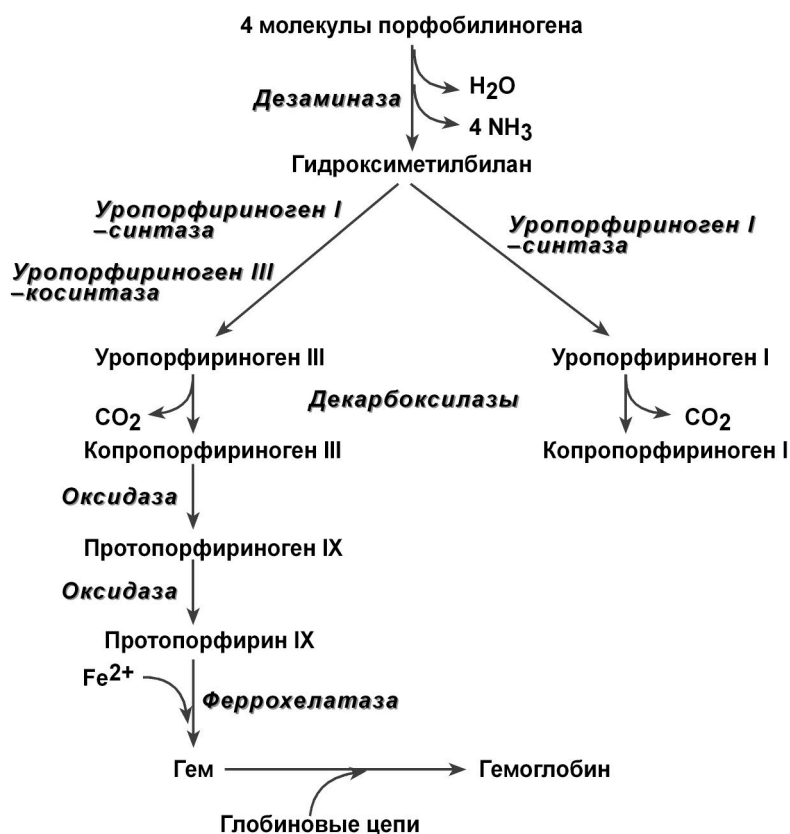 4 молекулы порфобилиногена
H2O
Дезаминаза
4 NH3
Гидроксиметилбилан
Уропорфириноген I
–синтаза
Уропорфириноген I
–синтаза
Уропорфириноген III
–косинтаза
Уропорфириноген III
Уропорфириноген I
Декарбоксилазы
CO2
CO2
Копропорфириноген III
Копропорфириноген I
Оксидаза
Протопорфириноген IX
Оксидаза
Протопорфирин IX
Fe2+
Феррохелатаза
Гем
Гемоглобин
Глобиновые цепи